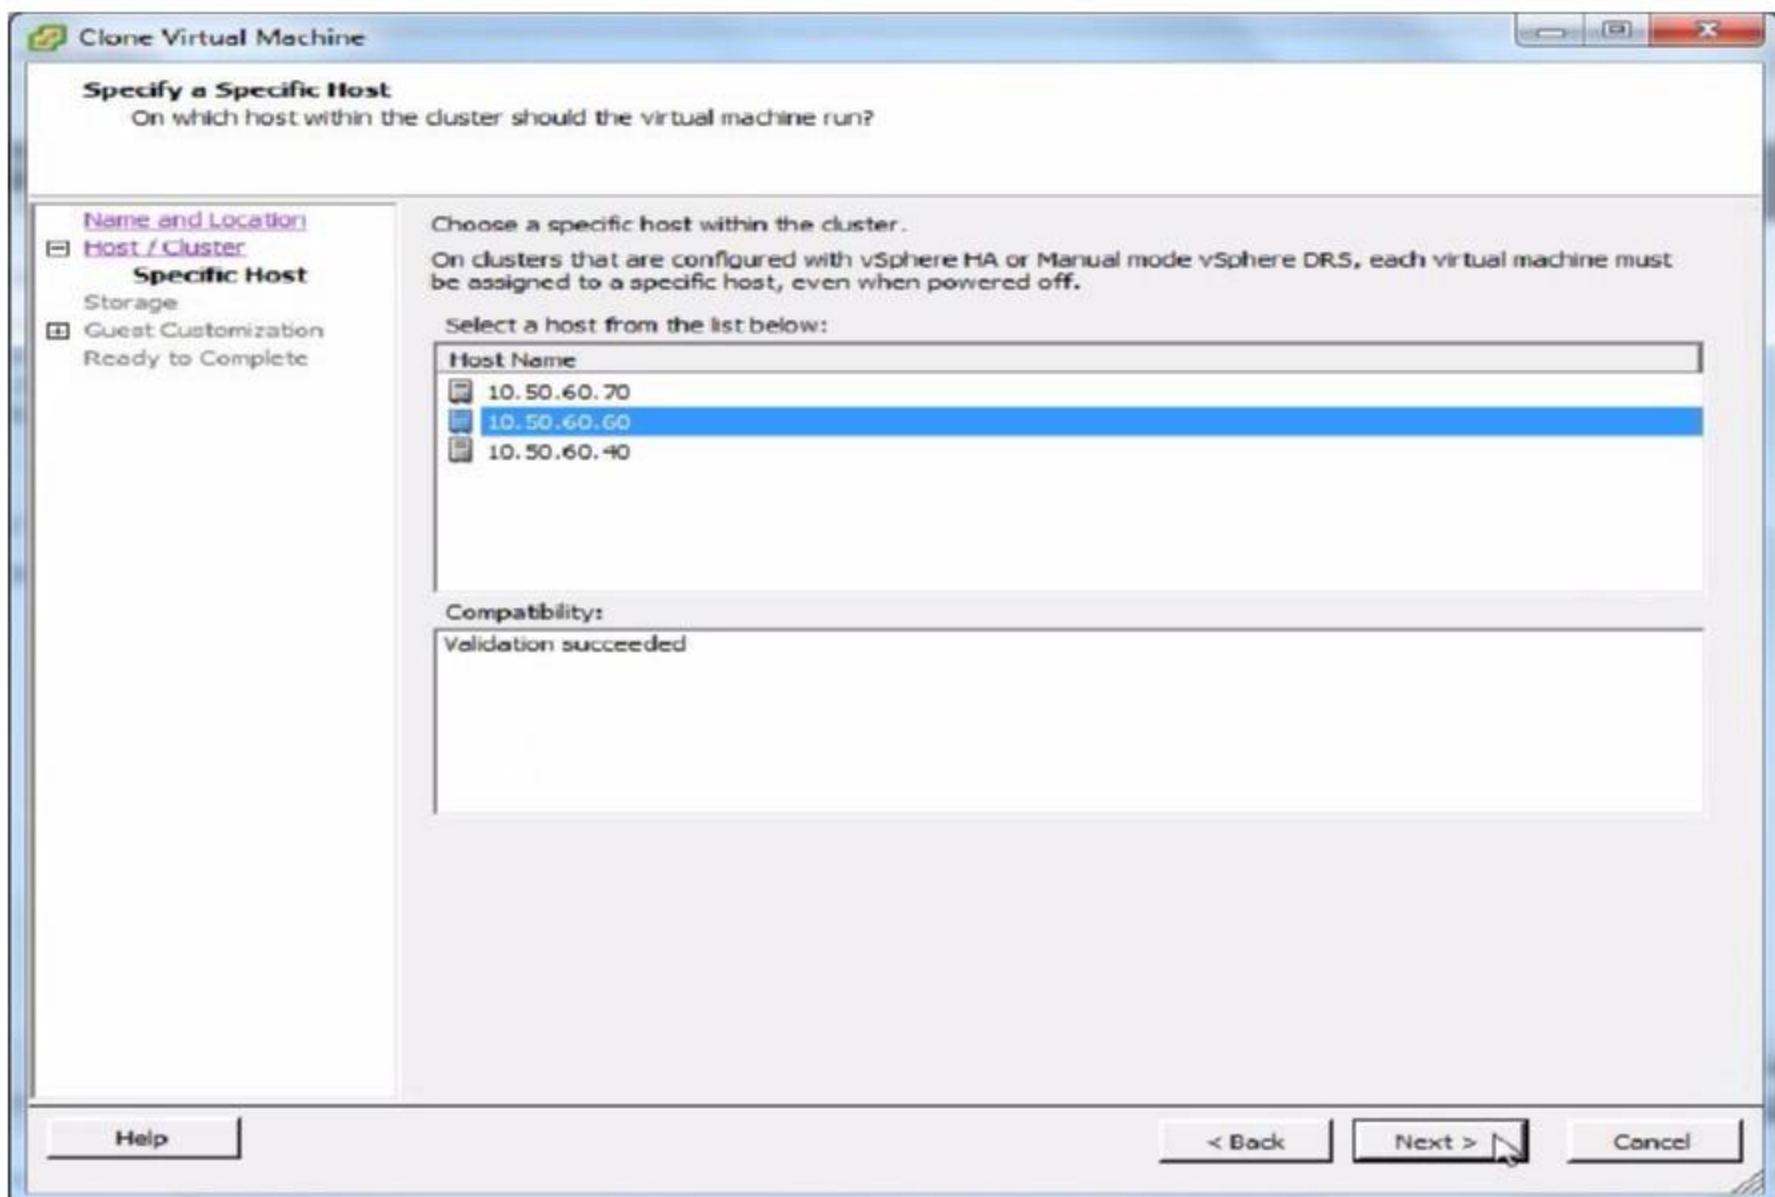 Clone Virtual Machine
Specify a Specific Host
On which host within the cluster should the virtual machine run?
Name and Location
Host / Cluster
Specific Host
Storage
Guest Customization
Ready to Complete
Choose a specific host within the cluster.
On clusters that are configured with vSphere HA or Manual mode vSphere DRS, each virtual machine must
be assigned to a specific host, even when powered off.
Select a host from the list below:
Host Name
10.50.60.70
10.50.60.60
10.50.60.40
Compatibility:
Validation succeeded
Help
< Back
Next >
Cancel